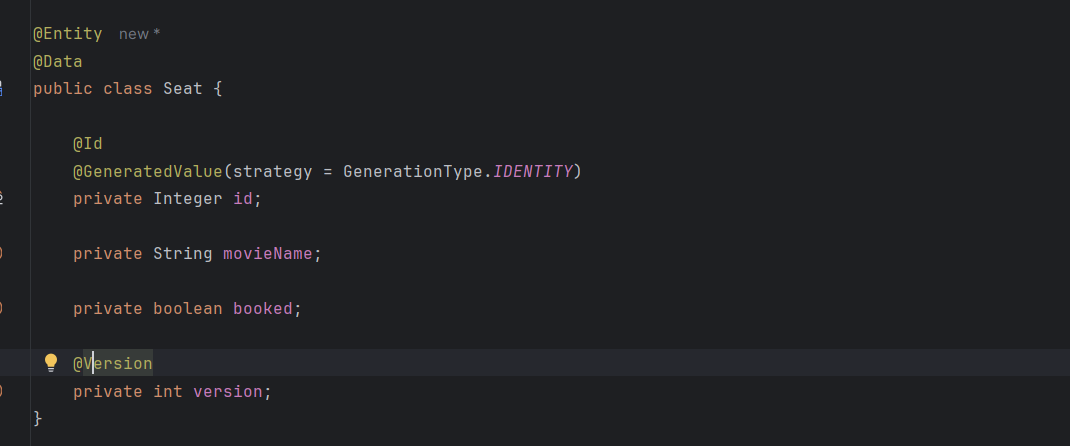 @Entity new *
@Data
public class Seat {
@Id
@GeneratedValue(strategy = GenerationType.IDENTITY)
private Integer id;
private String movieName;
private boolean booked;
@Version
private int version;
}